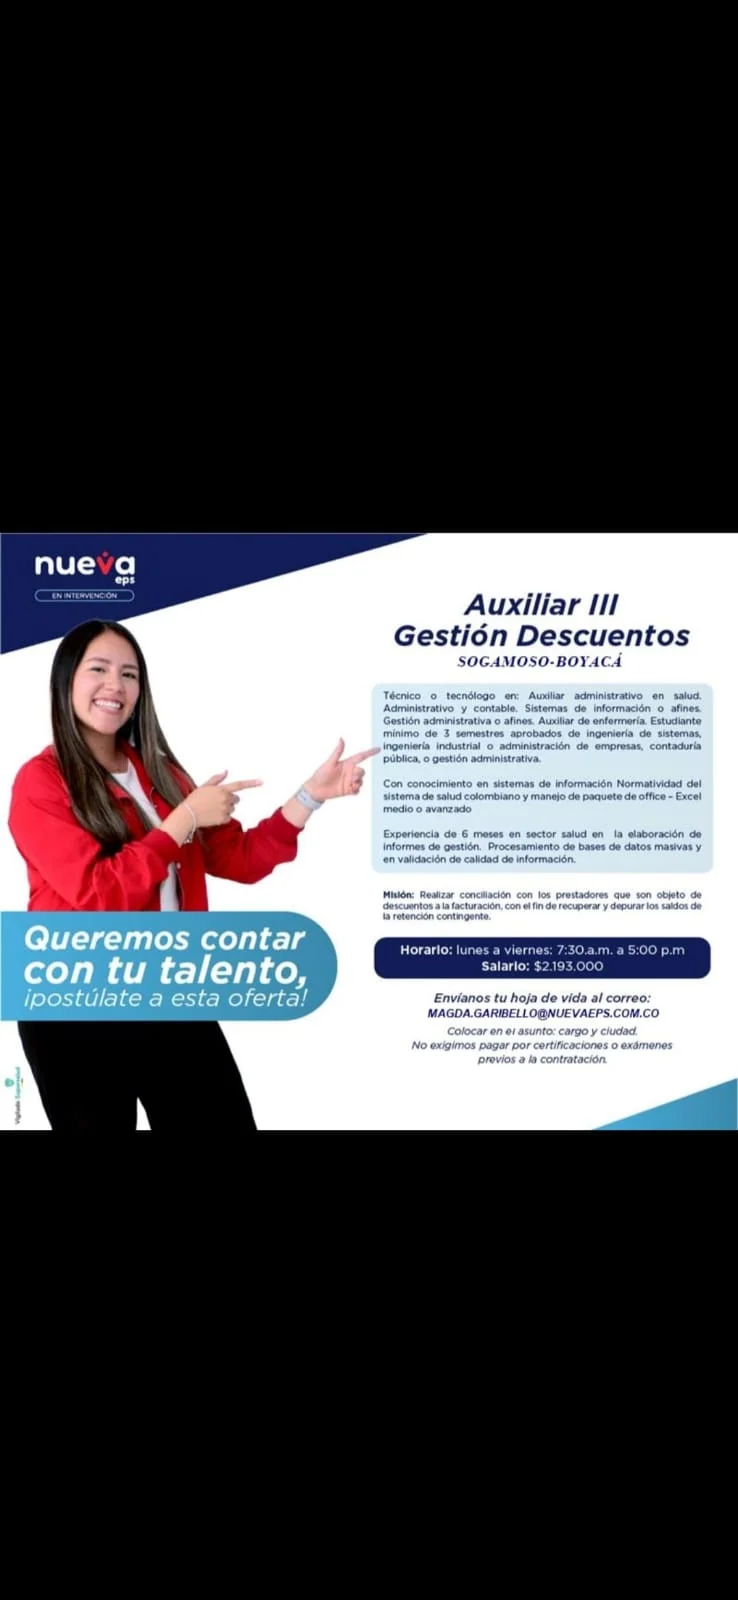 nueva
eps
EN INTERVENCIÓN
Auxiliar III
Gestión Descuentos
SOGAMOSO-BOYACÁ
Técnico o tecnólogo en: Auxiliar administrativo en salud.
Administrativo y contable. Sistemas de información o afines.
Gestión administrativa o afines. Auxiliar de enfermería. Estudiante
mínimo de 3 semestres aprobados de ingeniería de sistemas,
ingeniería industrial o administración de empresas, contaduría
pública, o gestión administrativa.
Con conocimiento en sistemas de información Normatividad del
sistema de salud colombiano y manejo de paquete de office – Excel
medio o avanzado
Experiencia de 6 meses en sector salud en la elaboración de
informes de gestión. Procesamiento de bases de datos masivas y
en validación de calidad de información.
Misión: Realizar conciliación con los prestadores que son objeto de
descuentos a la facturación, con el fin de recuperar y depurar los saldos de
la retención contingente.
Queremos contar
con tu talento,
¡postúlate a esta oferta!
Horario: lunes a viernes: 7:30.a.m. a 5:00 p.m
Salario: $2.193.000
Envíanos tu hoja de vida al correo:
MAGDA.GARIBELLO@NUEVAEPS.COM.CO
Colocar en el asunto: cargo y ciudad.
No exigimos pagar por certificaciones o exámenes
previos a la contratación.
Vigilado Supersalud